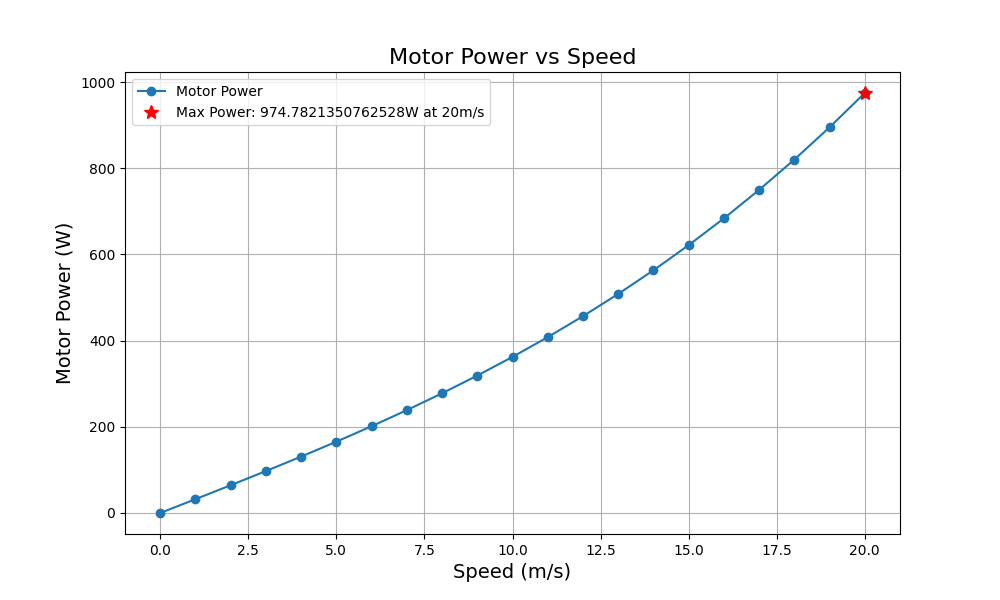 Motor Power vs Speed
Motor Power
Max Power: 974.7821350762528W at 20m/s
Motor Power (W)
1000
800
600
400
200
0
0.0 2.5 5.0 7.5 10.0 12.5 15.0 17.5 20.0
Speed (m/s)